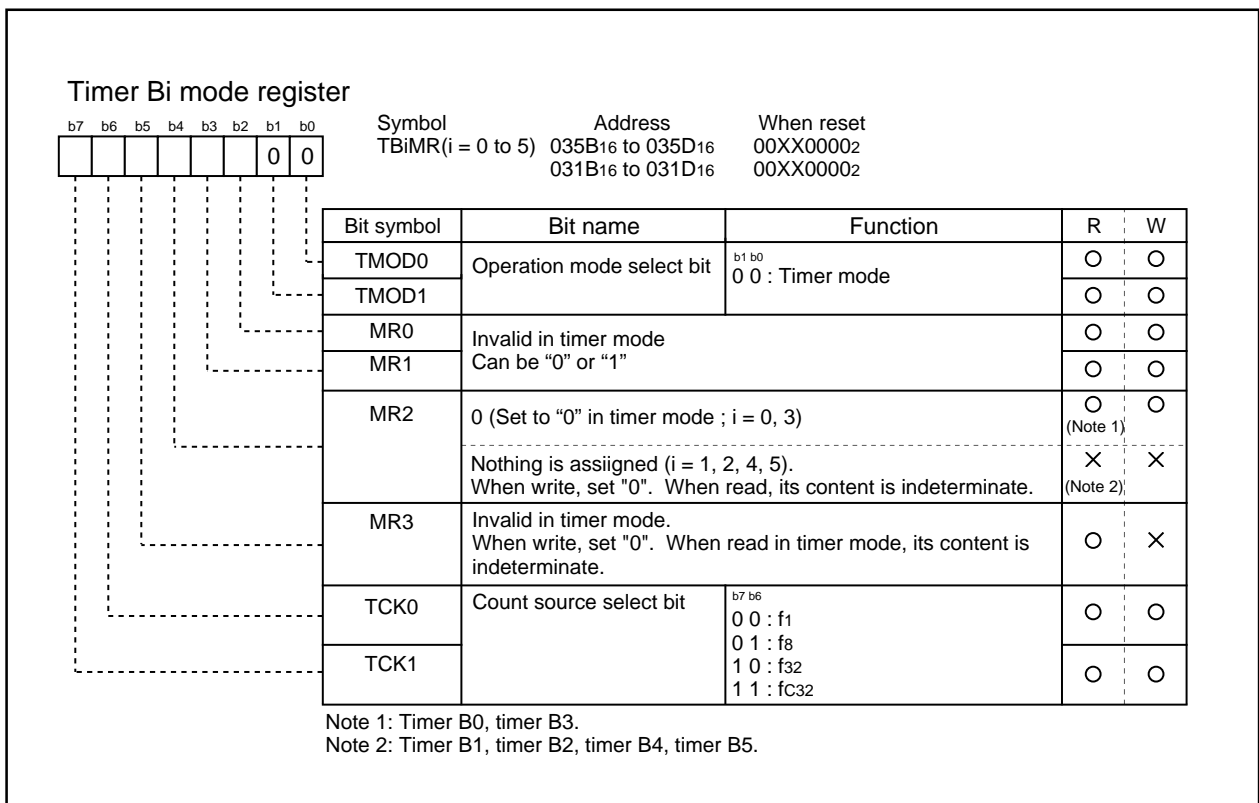 Timer Bi mode register
Symbol Address When reset
b7 b6 b5 b4 b3 b2 b1 b0
TBiMR(i = 0 to 5) 035B16 to 035D16 00XX00002
0 0
031B16 to 031D16 00XX00002
Bit symbol Bit name Function R W
TMOD0 Operation mode select bit
b1 b0
0 0 : Timer mode
TMOD1
MR0 Invalid in timer mode
MR1 Can be “0” or “1”
MR2 0 (Set to “0” in timer mode ; i = 0, 3)
(Note 1)
Nothing is assiigned (i = 1, 2, 4, 5).
When write, set "0". When read, its content is indeterminate.
(Note 2)
MR3 Invalid in timer mode.
When write, set "0". When read in timer mode, its content is
indeterminate.
TCK0 Count source select bit
b7 b6
0 0 : f1
0 1 : f8
TCK1
1 0 : f32
1 1 : fC32
Note 1: Timer B0, timer B3.
Note 2: Timer B1, timer B2, timer B4, timer B5.